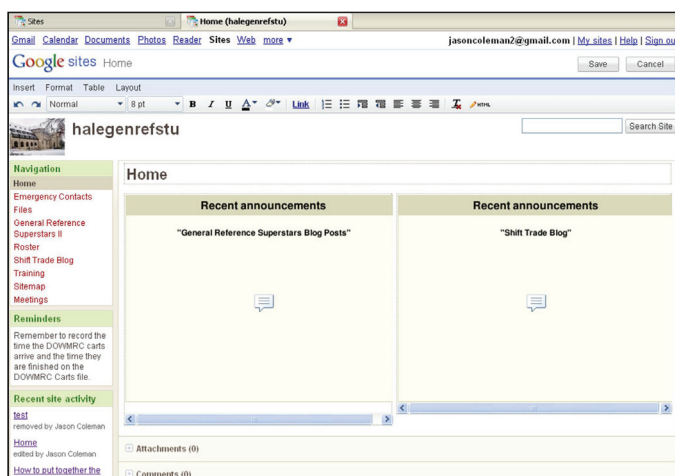 Sites
Home (halegenrefstu)
Gmail Calendar Documents Photos Reader Sites Web more ▼
jasoncoleman2@gmail.com | My sites | Help | Sign ou
Google sites Home
Save Cancel
Insert Format Table Layout
Normal 8 pt B I U A Link T HTML
halegenrefstu
Search Site
Navigation
Home
Emergency Contacts
Files
General Reference
Superstars II
Roster
Shift Trade Blog
Training
Sitemap
Meetings
Reminders
Remember to record the
time the DOWMRC carts
arrive and the time they
are finished on the
DOWMRC Carts file.
Recent site activity
test
removed by Jason Coleman
Home
edited by Jason Coleman
How to put together the
Home
Recent announcements
"General Reference Superstars Blog Posts"
Recent announcements
"Shift Trade Blog"
Attachments (0)
Comments (0)